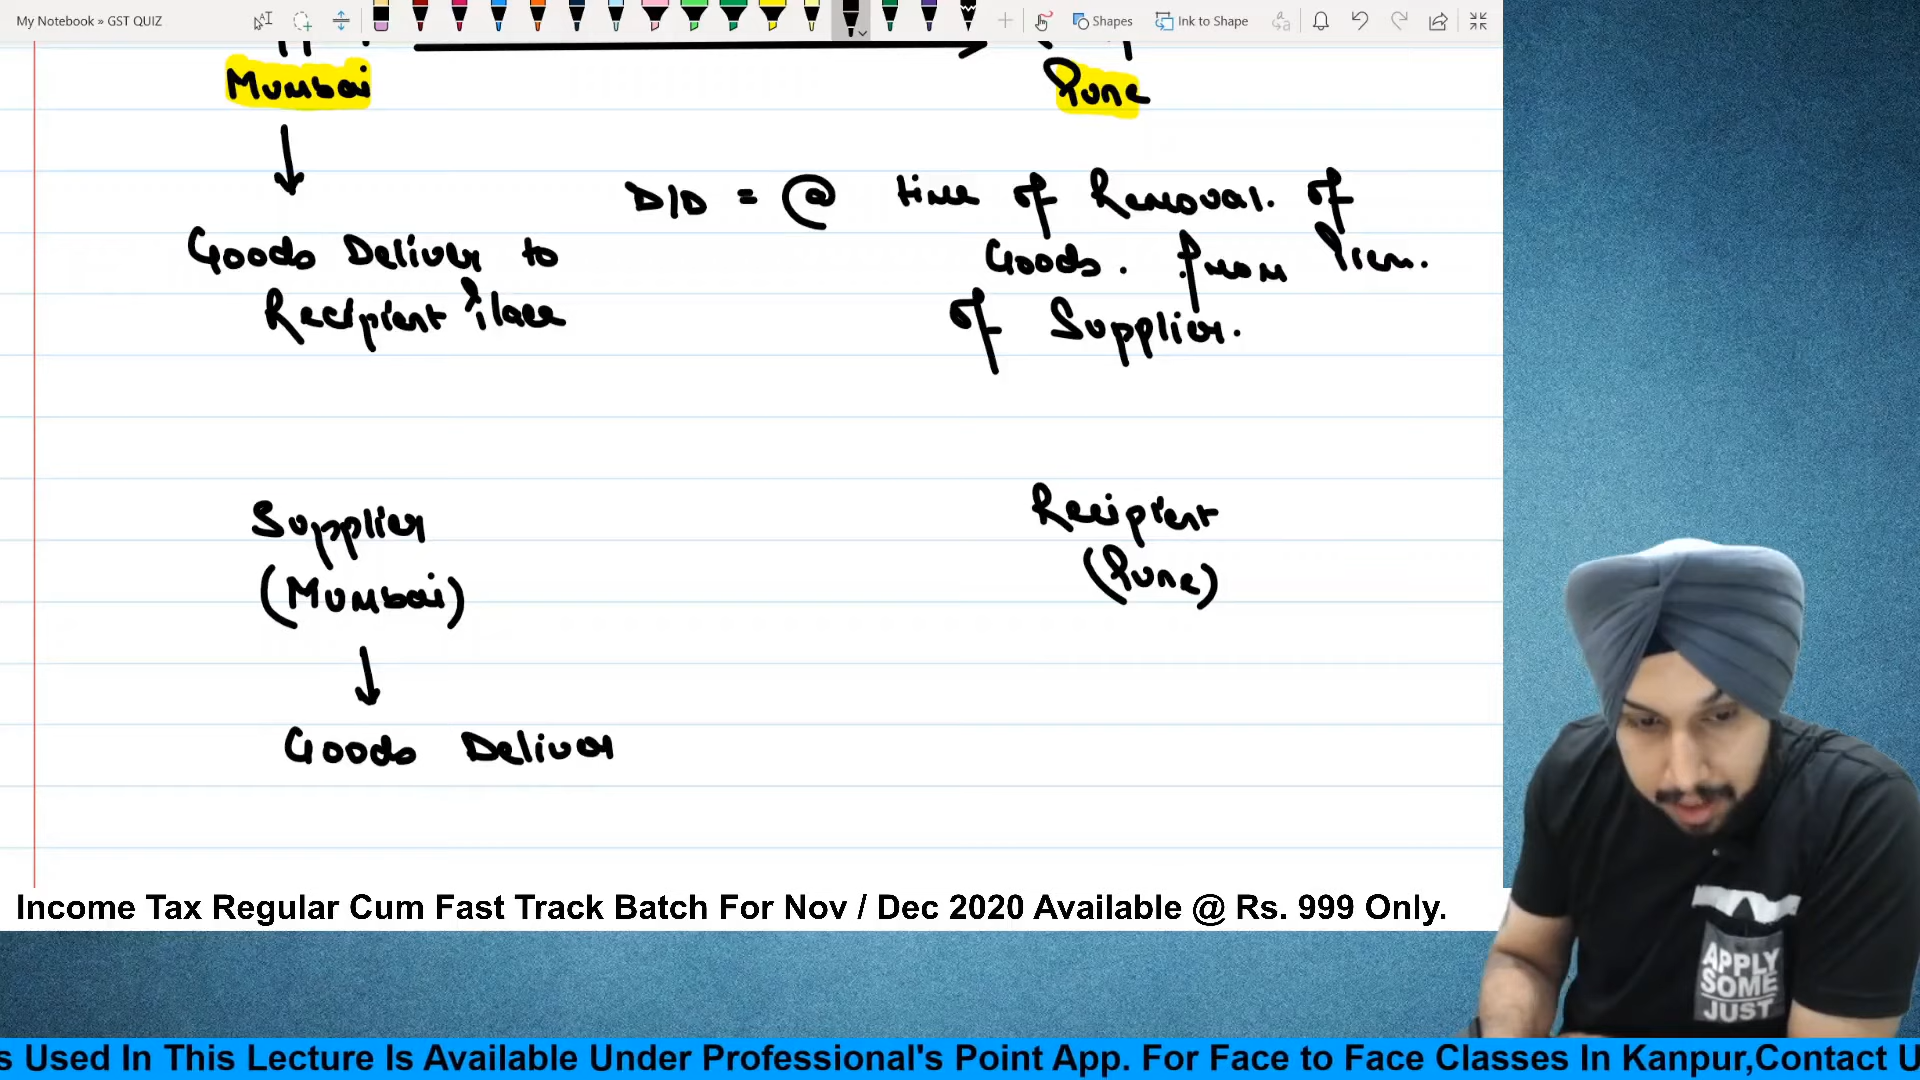 My Notebook » GST QUIZ
Shapes
Ink to Shape
Mumbai
Pune
D/D = @ time of Removal. of
Goods. from Prem.
of Supplier.
Goods Deliver to
Recipient Place
Supplier
(Mumbai)
Recipient
(Pune)
Goods Deliver
Income Tax Regular Cum Fast Track Batch For Nov / Dec 2020 Available @ Rs. 999 Only.
APPLY
SOME
JUST
s Used In This Lecture Is Available Under Professional's Point App. For Face to Face Classes In Kanpur,Contact U